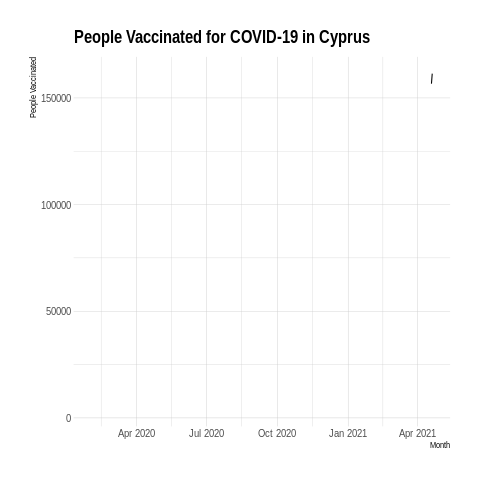 People Vaccinated for COVID-19 in Cyprus
People Vaccinated
150000
100000
50000
0
Apr 2020 Jul 2020 Oct 2020 Jan 2021 Apr 2021
Month